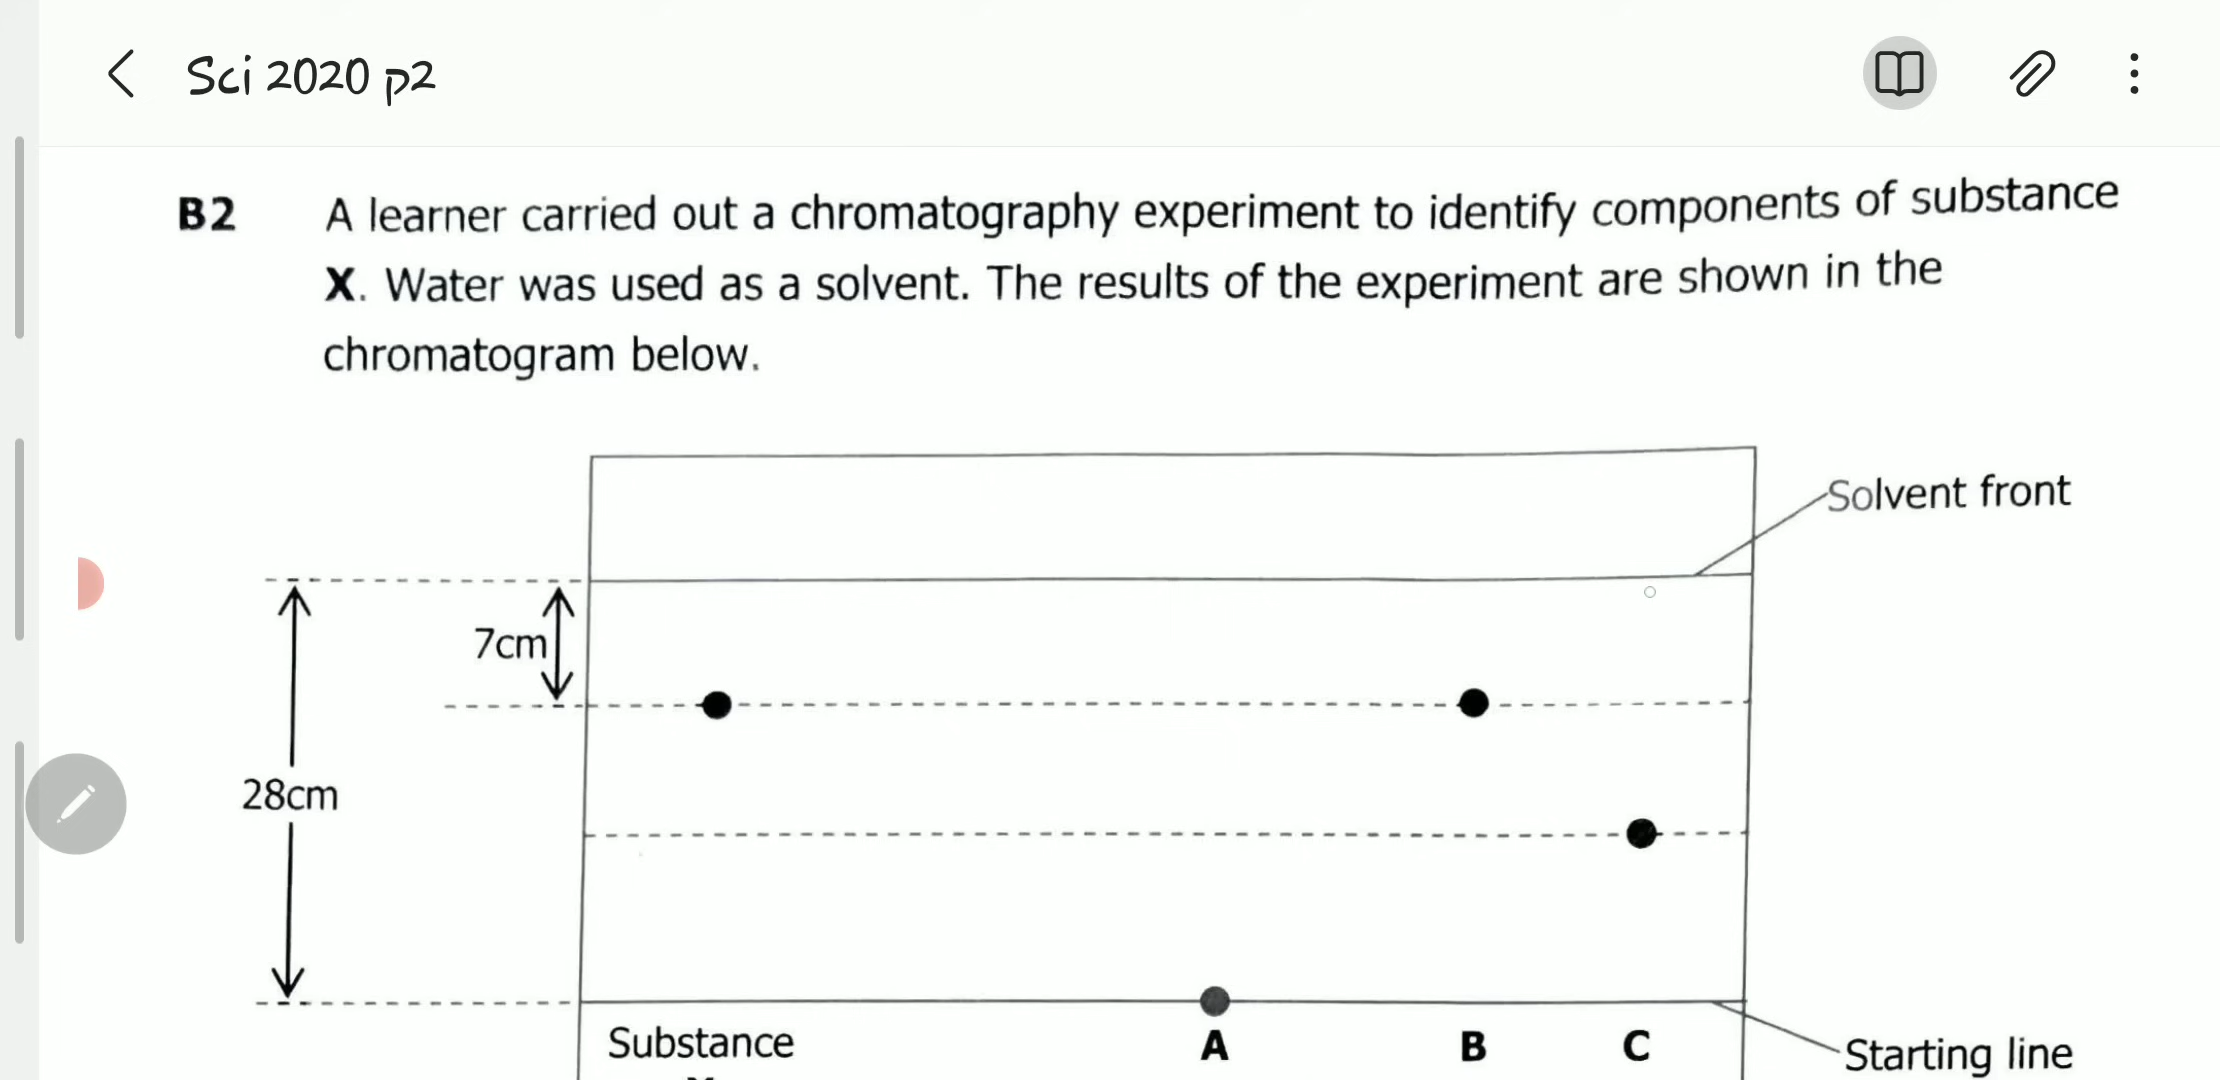 Sci 2020 p2
B2 A learner carried out a chromatography experiment to identify components of substance
X. Water was used as a solvent. The results of the experiment are shown in the
chromatogram below.
Solvent front
7cm
28cm
Substance A B C
Starting line